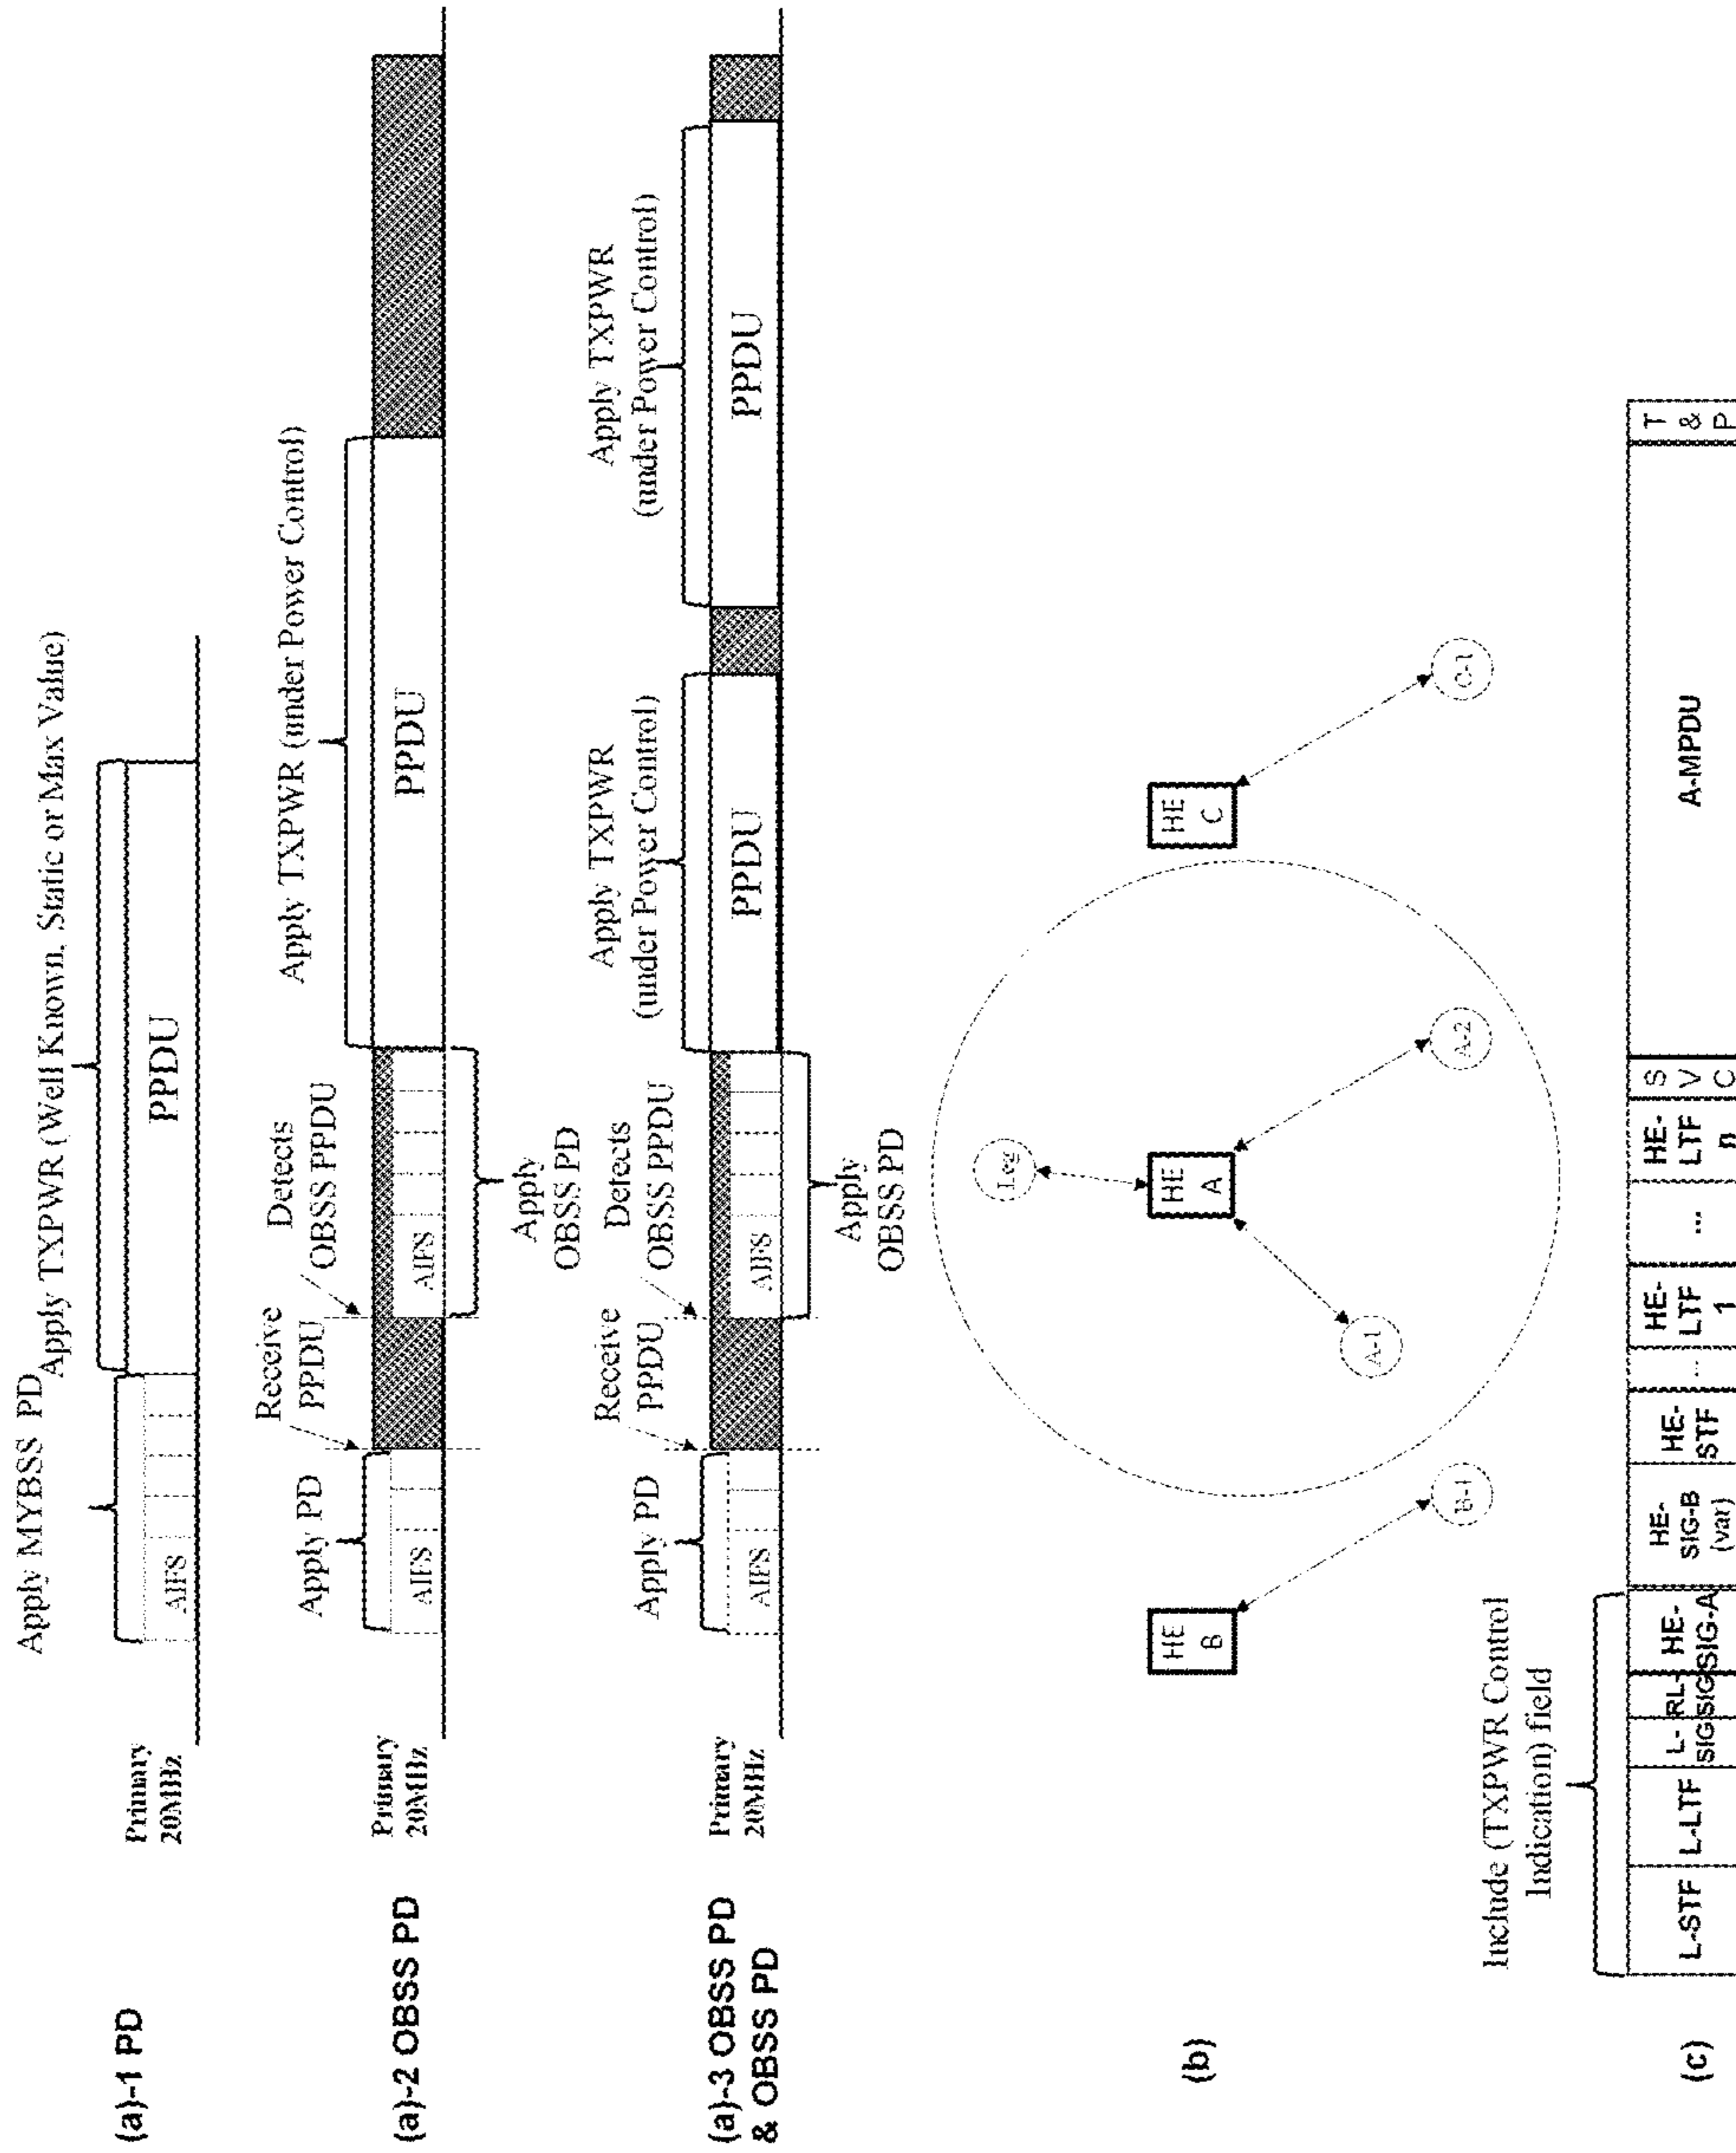 (a)-1 PD
Primary
20MHz
Apply MYBSS PD
AIFS
Apply TXPWR (Well Known, Static or Max Value)
PPDU
(a)-2 OBSS PD
Primary
20MHz
Apply PD
AIFS
Receive
PPDU
Detects
OBSS PPDU
AIFS
Apply
OBSS PD
Apply TXPWR (under Power Control)
PPDU
(a)-3 OBSS PD
& OBSS PD
Primary
20MHz
Apply PD
AIFS
Receive
PPDU
Detects
OBSS PPDU
AIFS
Apply
OBSS PD
Apply TXPWR
(under Power Control)
PPDU
Apply TXPWR
(under Power Control)
PPDU
(b)
HE
B
B-1
HE
A
Leg
A-1
A-2
HE
C
(c)
Include (TXPWR Control
Indication) field
L-STF
L-LTF
L-
SIG
RL-
SIG
HE-
SIG-A
HE-
SIG-B
(var)
HE-
STF
...
HE-
LTF
1
...
HE-
LTF
n
S
V
C
A-MPDU
T
&
P